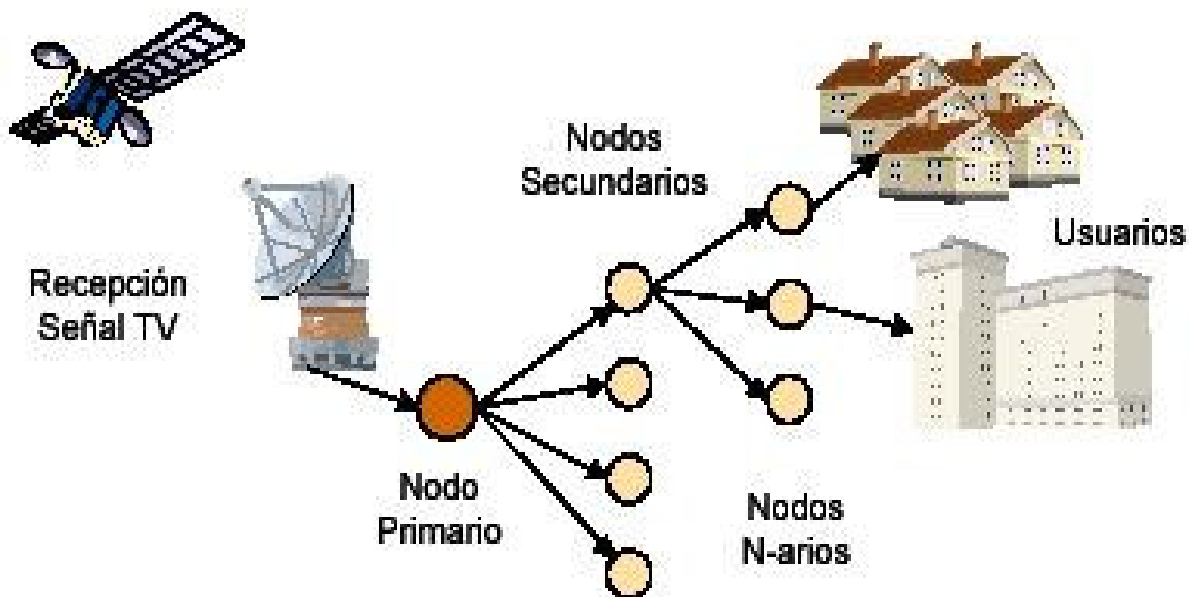 Nodos
Secundarios
Usuarios
Recepción
Señal TV
Nodo
Primario
Nodos
N-arios